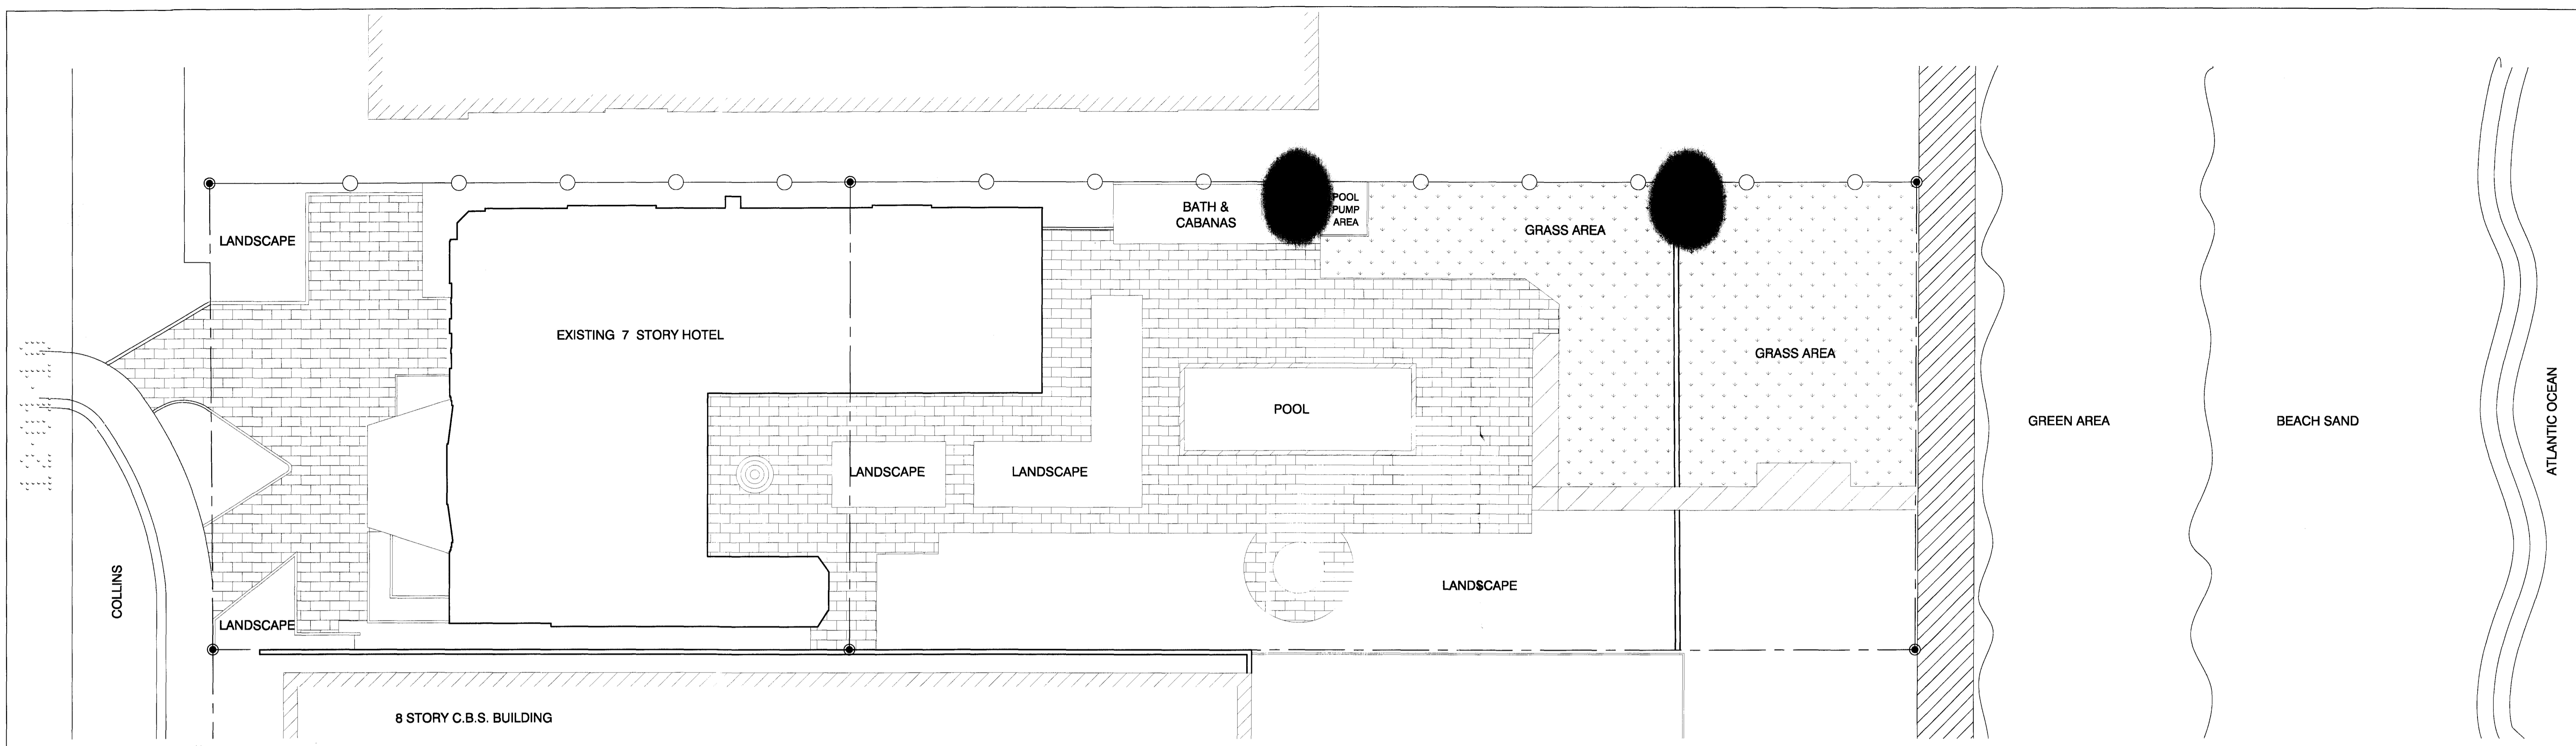 LANDSCAPE
BATH &
CABANAS
POOL
PUMP
AREA
GRASS AREA
EXISTING 7 STORY HOTEL
GRASS AREA
POOL
GREEN AREA
BEACH SAND
ATLANTIC OCEAN
LANDSCAPE
LANDSCAPE
COLLINS
LANDSCAPE
LANDSCAPE
8 STORY C.B.S. BUILDING